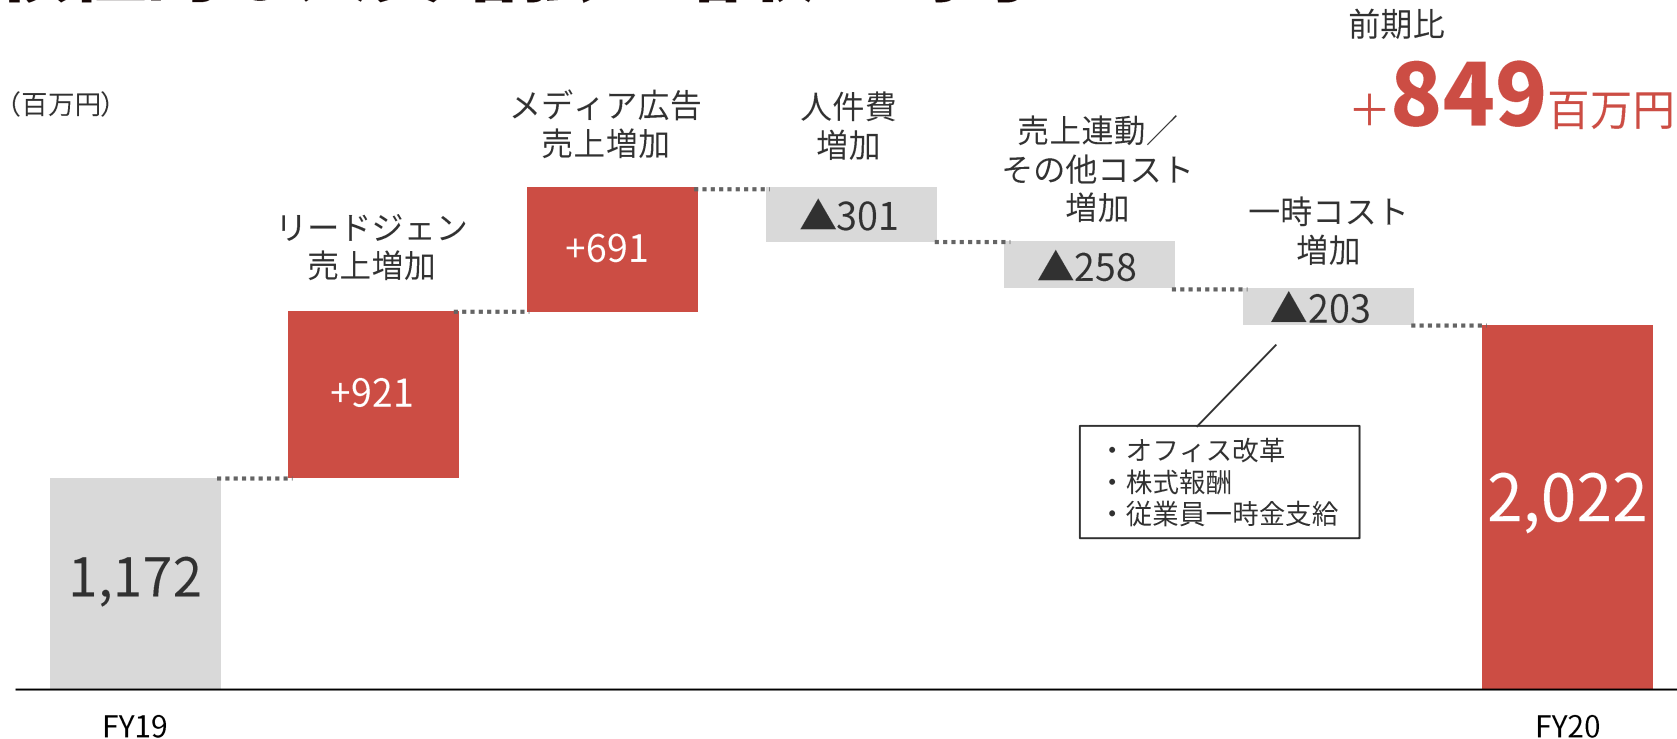 前期比
+849百万円
（百万円）
メディア広告
売上増加
人件費
増加
売上連動／
その他コスト
増加
リードジェン
売上増加
一時コスト
増加
+691
▲301
▲258
▲203
+921
・オフィス改革
・株式報酬
・従業員一時金支給
1,172
2,022
FY19
FY20